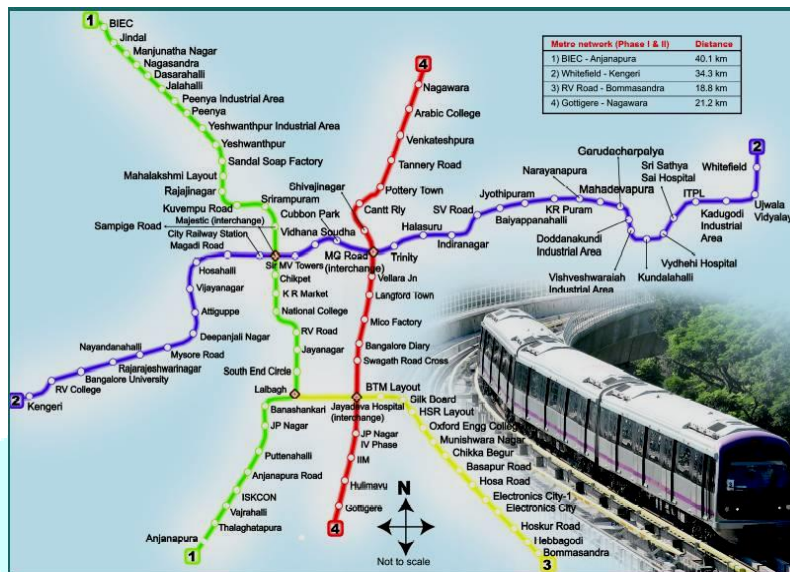 1
BIEC
Jindal
Manjunatha Nagar
Nagasandra
Dasarahalli
Jalahalli
Peenya Industrial Area
Peenya
Yeshwanthpur Industrial Area
Yeshwanthpur
Sandal Soap Factory
Mahalakshmi Layout
Rajajinagar
Kuvempu Road
Srirampuram
Sampige Road
Majestic (interchange)
City Railway Station
Magadi Road
Hosahalli
Vijayanagar
Attiguppe
Deepanjali Nagar
Mysore Road
Nayandanahalli
Rajarajeshwarinagar
Bangalore University
RV College
Kengeri
2
4
Nagawara
Arabic College
Venkateshpura
Tannery Road
Pottery Town
Cantt Rly
Shivajinagar
Cubbon Park
Vidhana Soudha
Sir MV Towers
MG Road
(interchange)
Trinity
Halasuru
Indiranagar
SV Road
Baiyappanahalli
Jyothipuram
KR Puram
Narayanapura
Mahadevapura
Garudacharpalya
Doddanakundi
Industrial Area
Vishveshwaraiah
Industrial Area
Kundalahalli
Vydhehi Hospital
Sri Sathya
Sai Hospital
ITPL
Kadugodi
Industrial
Area
Ujwala
Vidyalay
Whitefield
2
Metro network (Phase I & II) Distance
1) BIEC - Anjanapura 40.1 km
2) Whitefield - Kengeri 34.3 km
3) RV Road - Bommasandra 18.8 km
4) Gottigere - Nagawara 21.2 km
Chikpet
K R Market
National College
RV Road
Jayanagar
South End Circle
Lalbagh
Banashankari
JP Nagar
Puttenahalli
Anjanapura Road
ISKCON
Vajrahalli
Thalaghatapura
Anjanapura
1
Vellara Jn
Langford Town
Mico Factory
Bangalore Diary
Swagath Road Cross
Jayadeva Hospital
(interchange)
JP Nagar
IV Phase
IIM
Hulimavu
Gottigere
4
BTM Layout
Silk Board
HSR Layout
Oxford Engg College
Munishwara Nagar
Chikka Begur
Basapur Road
Hosa Road
Electronics City-1
Electronics City
Hoskur Road
Hebbagodi
Bommasandra
3
N
Not to scale